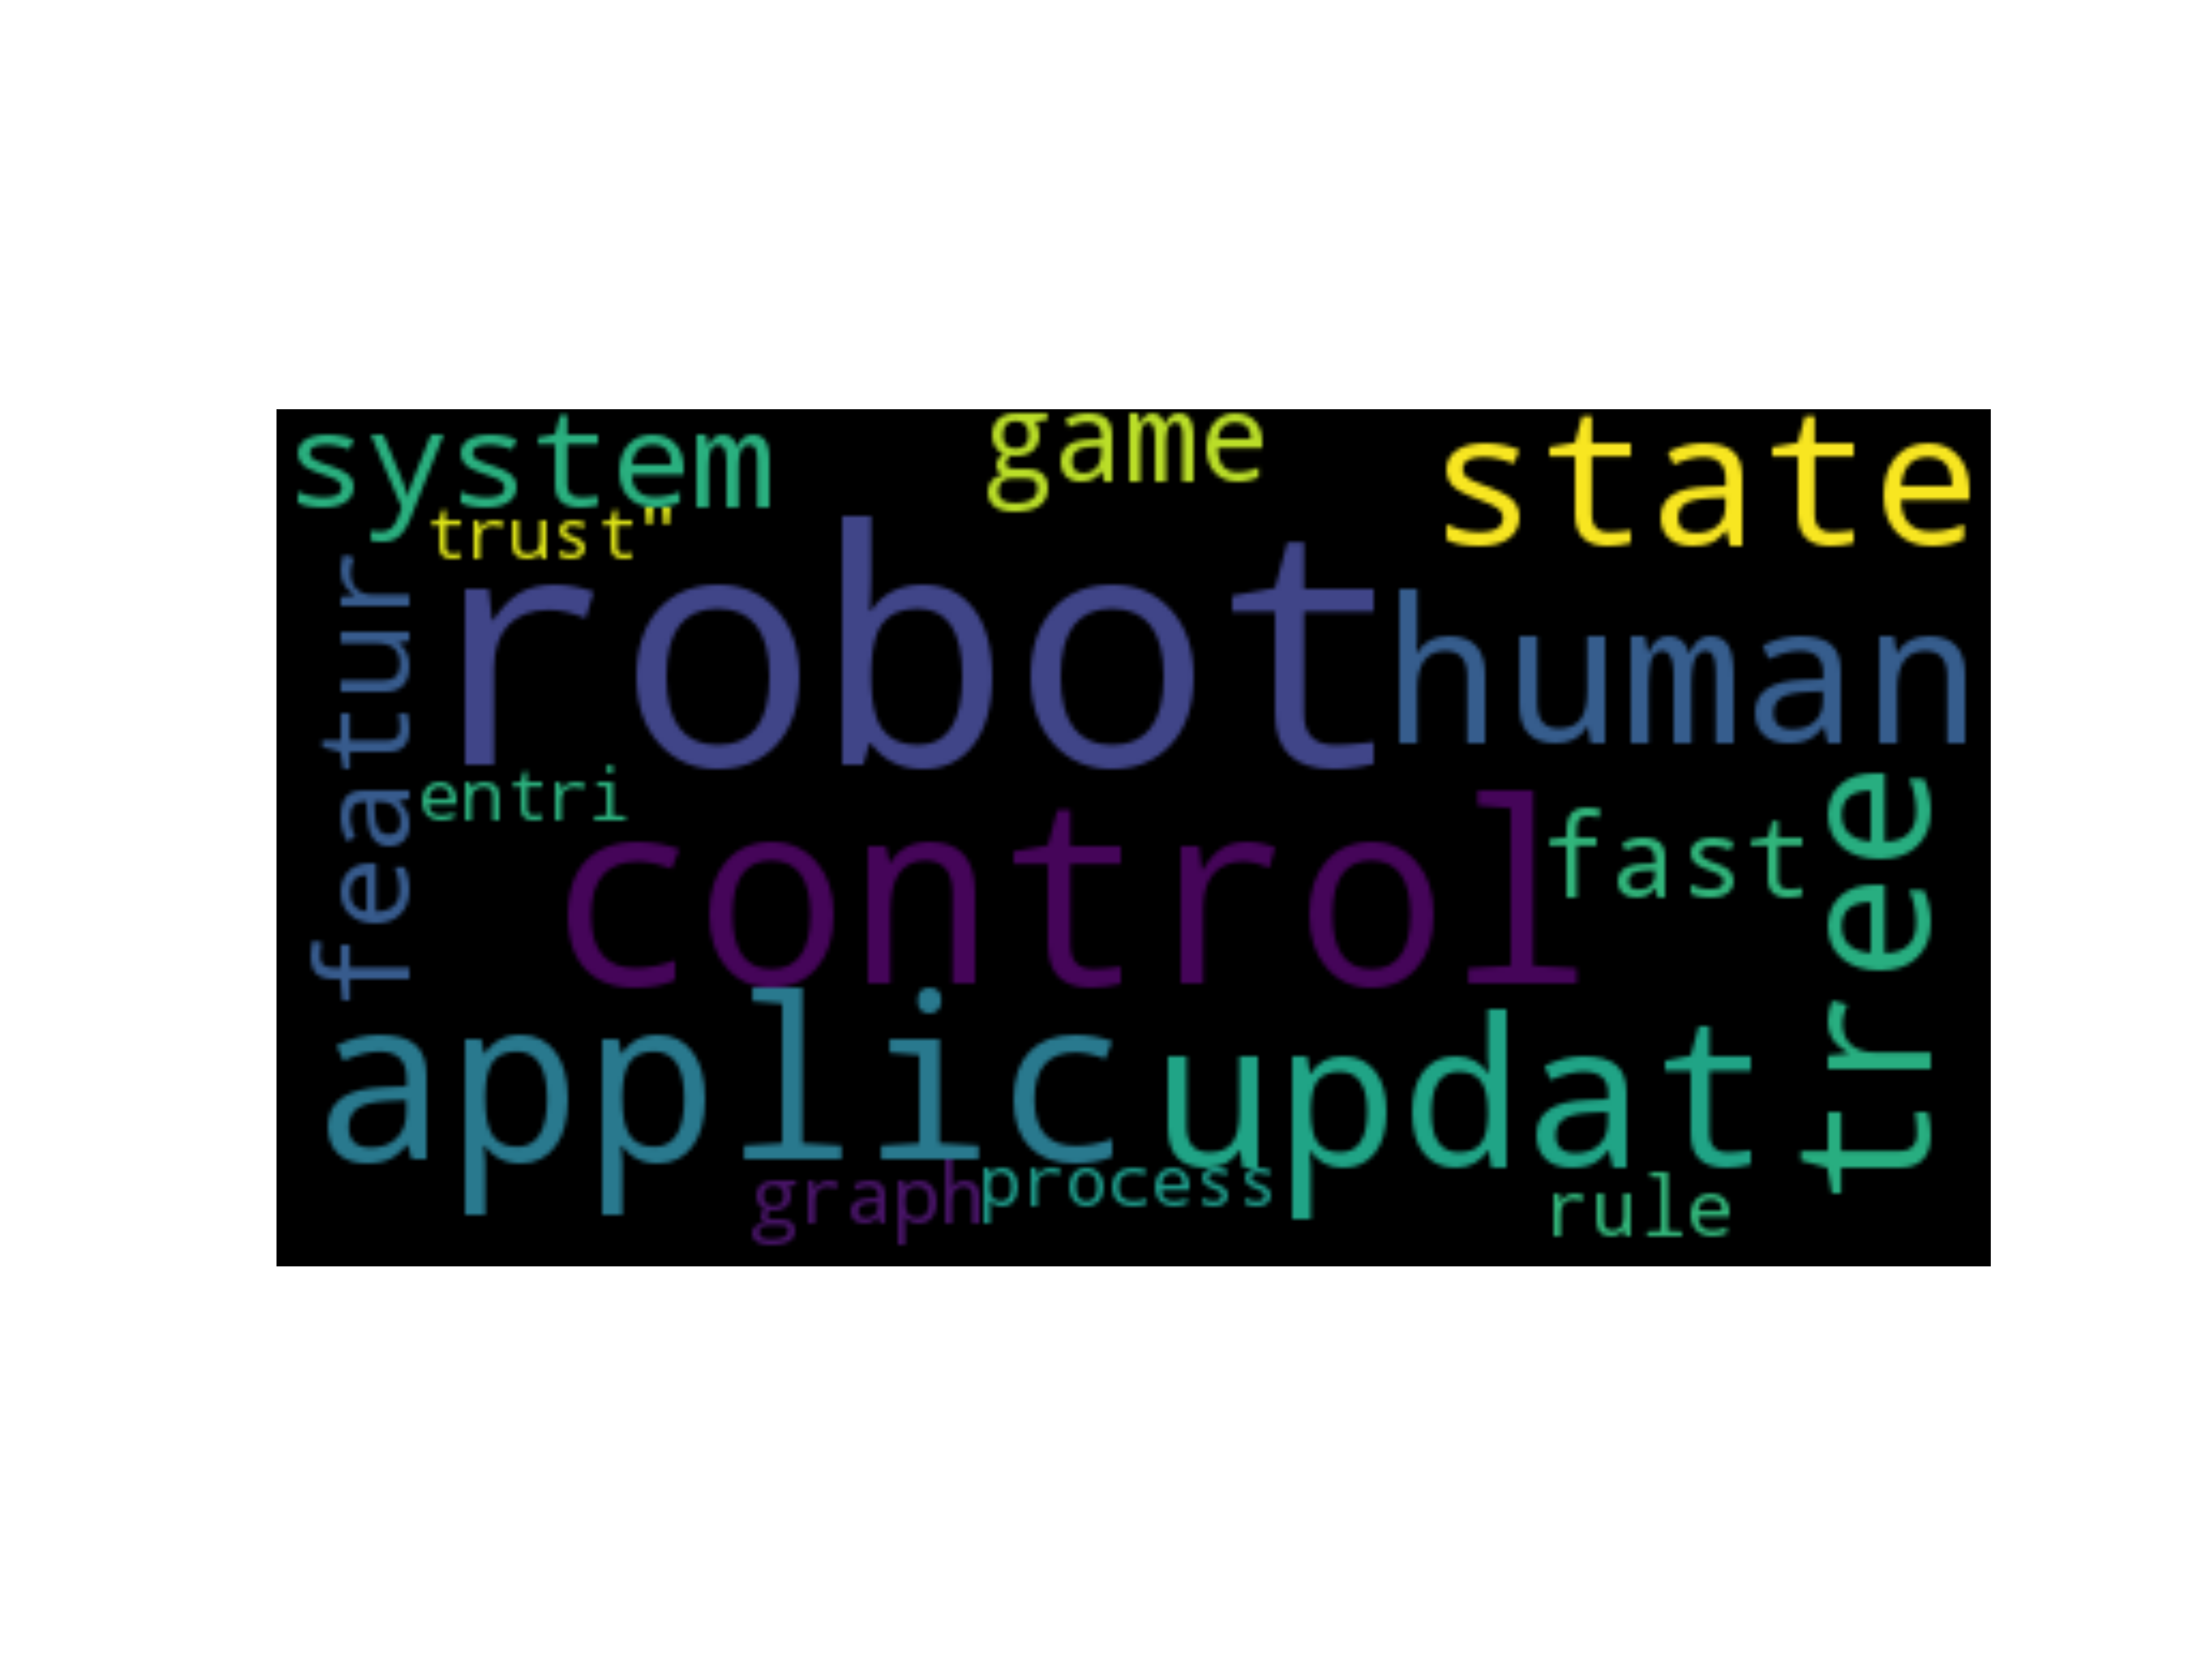 system
game
state
trust"
robot
human
featur
entri
control
fast
tree
applic
updat
graph
process
rule